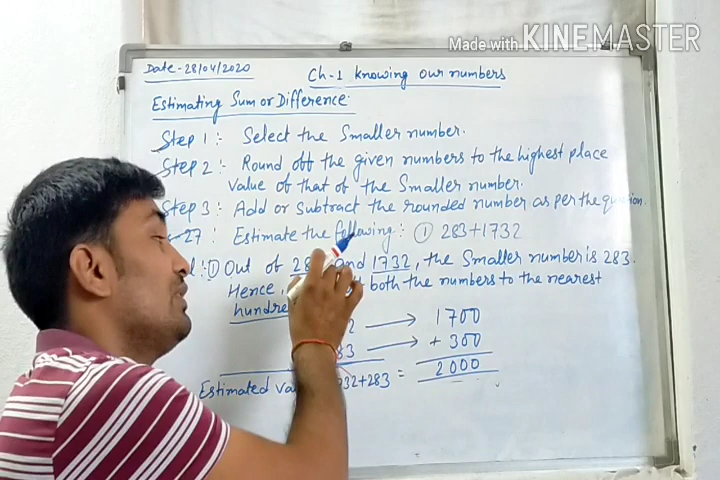 Made with KINEMASTER
Date-28/04/2020
Ch-1 Knowing our numbers
Estimating Sum or Difference:
Step 1:- Select the Smaller number.
Step 2:- Round off the given numbers to the highest place
value of that of the Smaller number.
Step 3:- Add or Subtract the rounded number as per the question.
27: Estimate the following: ① 283+1732
:① Out of and 1732, the Smaller number is 283.
Hence, both the numbers to the nearest
→ 1700
→ + 300
Estimated +283 = 2000